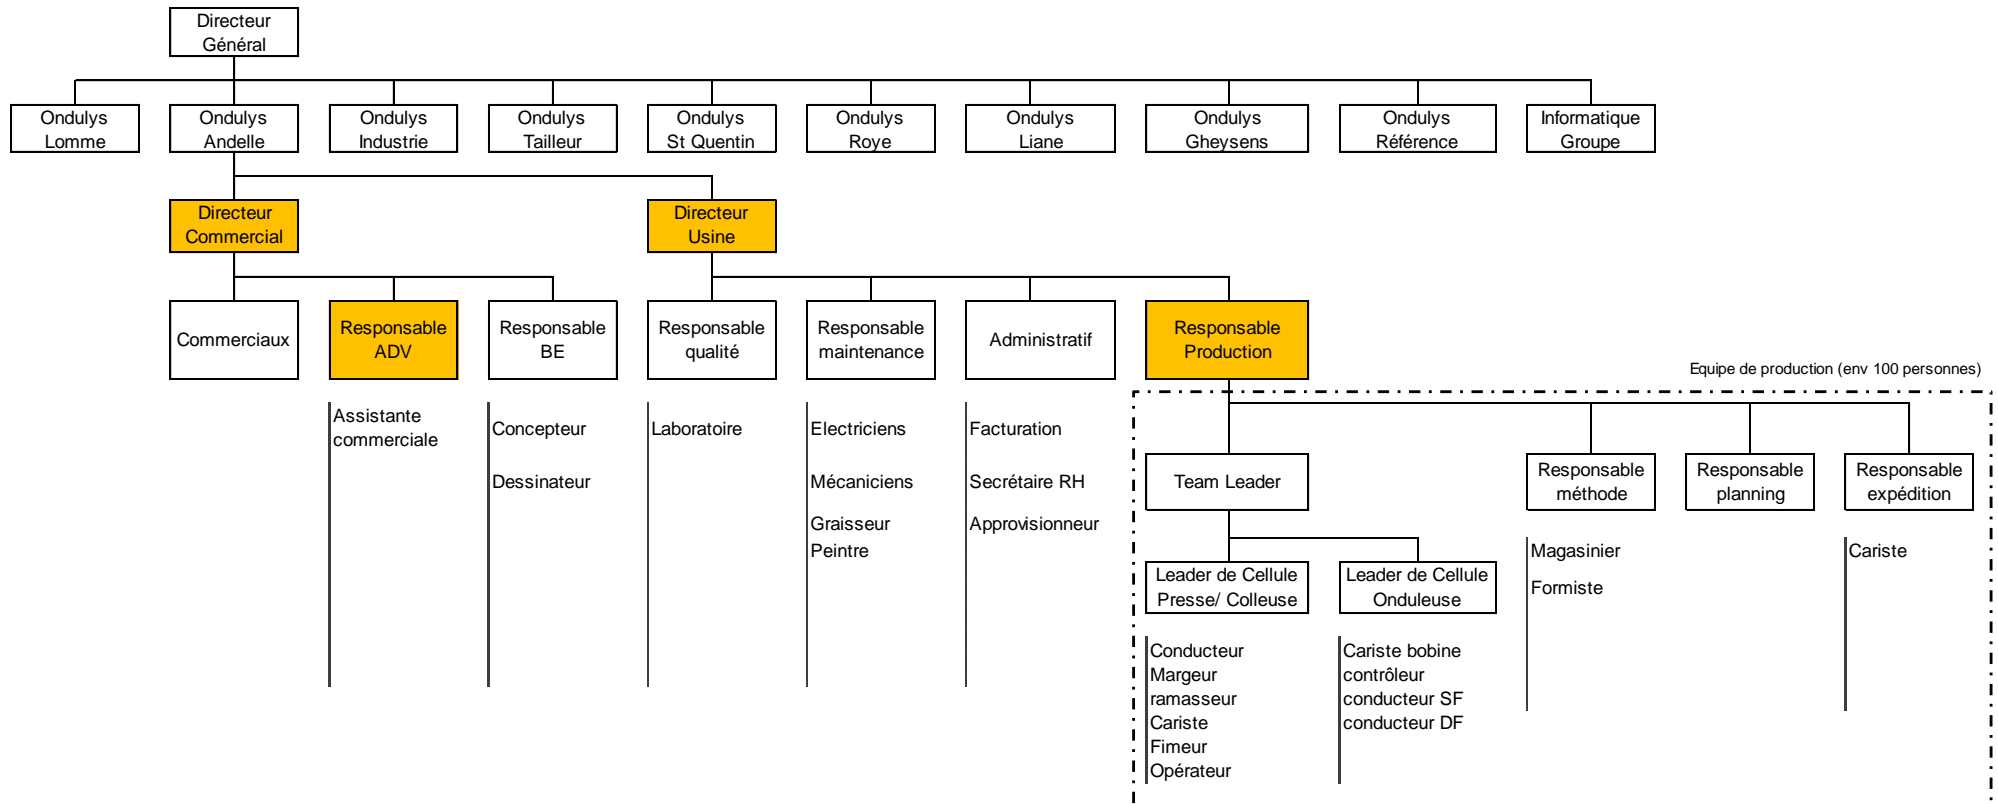 Directeur
Général
Ondulys
Lomme
Ondulys
Andelle
Ondulys
Industrie
Ondulys
Tailleur
Ondulys
St Quentin
Ondulys
Roye
Ondulys
Liane
Ondulys
Gheysens
Ondulys
Référence
Informatique
Groupe
Directeur
Commercial
Directeur
Usine
Commerciaux
Responsable
ADV
Responsable
BE
Responsable
qualité
Responsable
maintenance
Administratif
Responsable
Production
Equipe de production (env 100 personnes)
Assistante
commerciale
Concepteur
Dessinateur
Laboratoire
Electriciens
Mécaniciens
Graisseur
Peintre
Facturation
Secrétaire RH
Approvisionneur
Team Leader
Responsable
méthode
Responsable
planning
Responsable
expédition
Leader de Cellule
Presse/ Colleuse
Leader de Cellule
Onduleuse
Magasinier
Formiste
Cariste
Conducteur
Margeur
ramasseur
Cariste
Fimeur
Opérateur
Cariste bobine
contrôleur
conducteur SF
conducteur DF